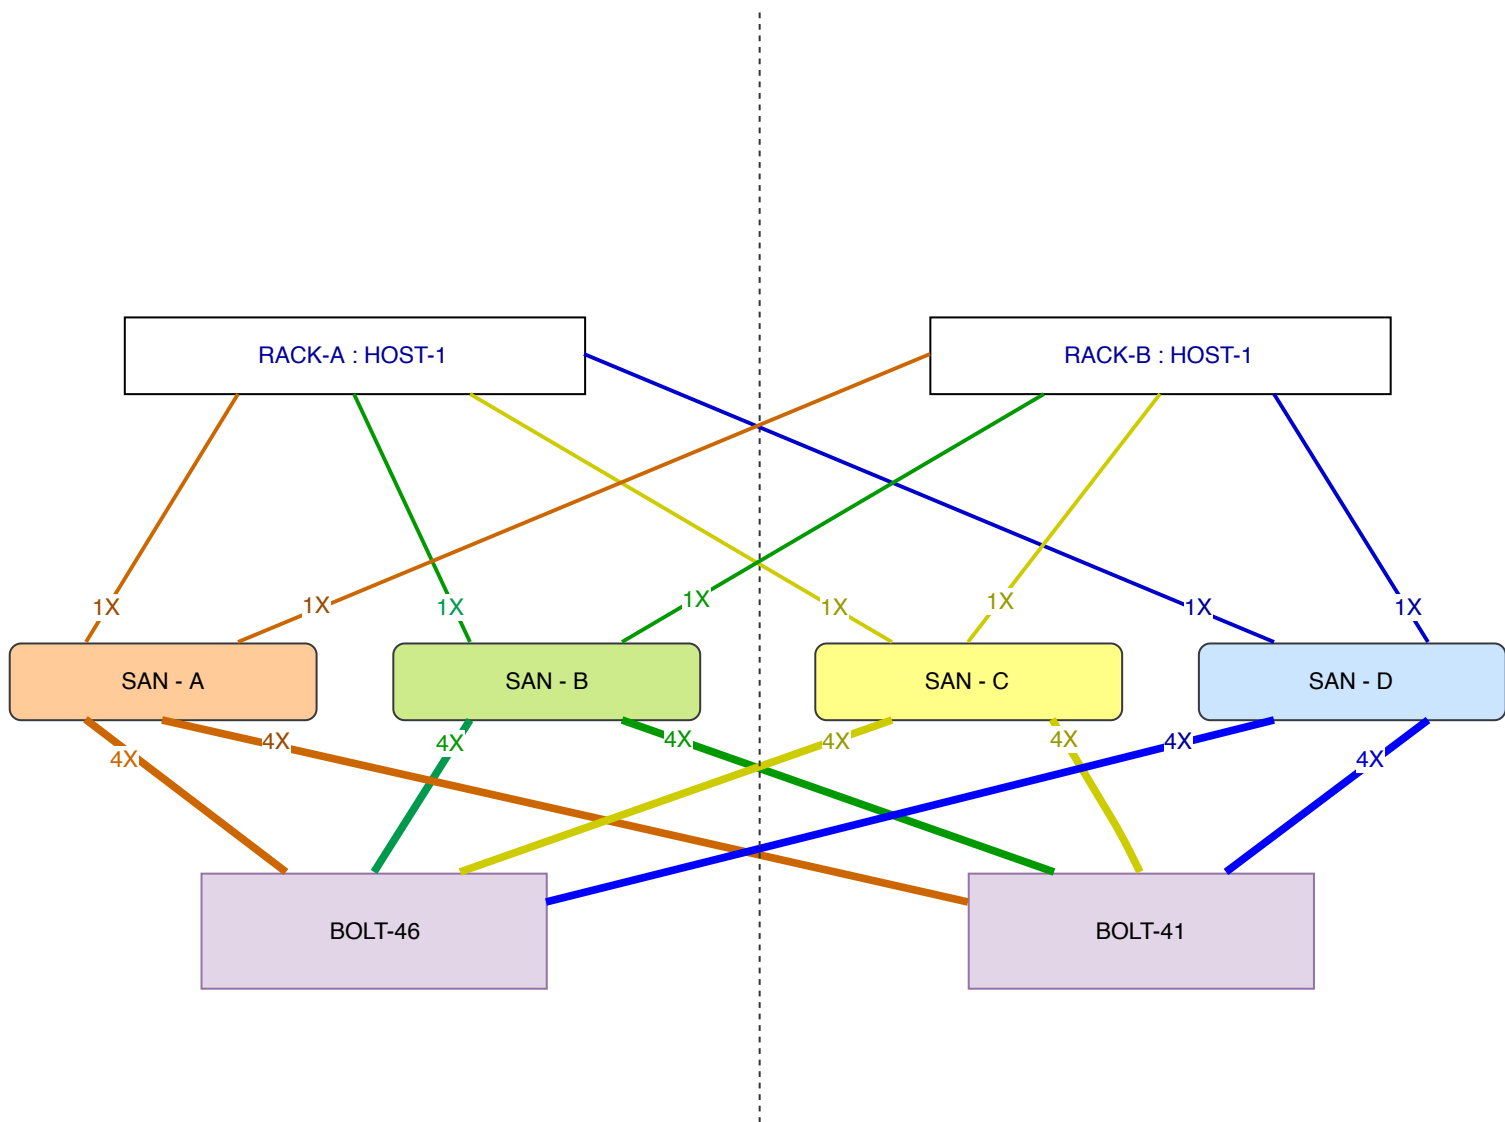 RACK-A : HOST-1
RACK-B : HOST-1
1X
1X
1X
1X
1X
1X
1X
1X
SAN - A
SAN - B
SAN - C
SAN - D
4X
4X
4X
4X
4X
4X
4X
4X
BOLT-46
BOLT-41